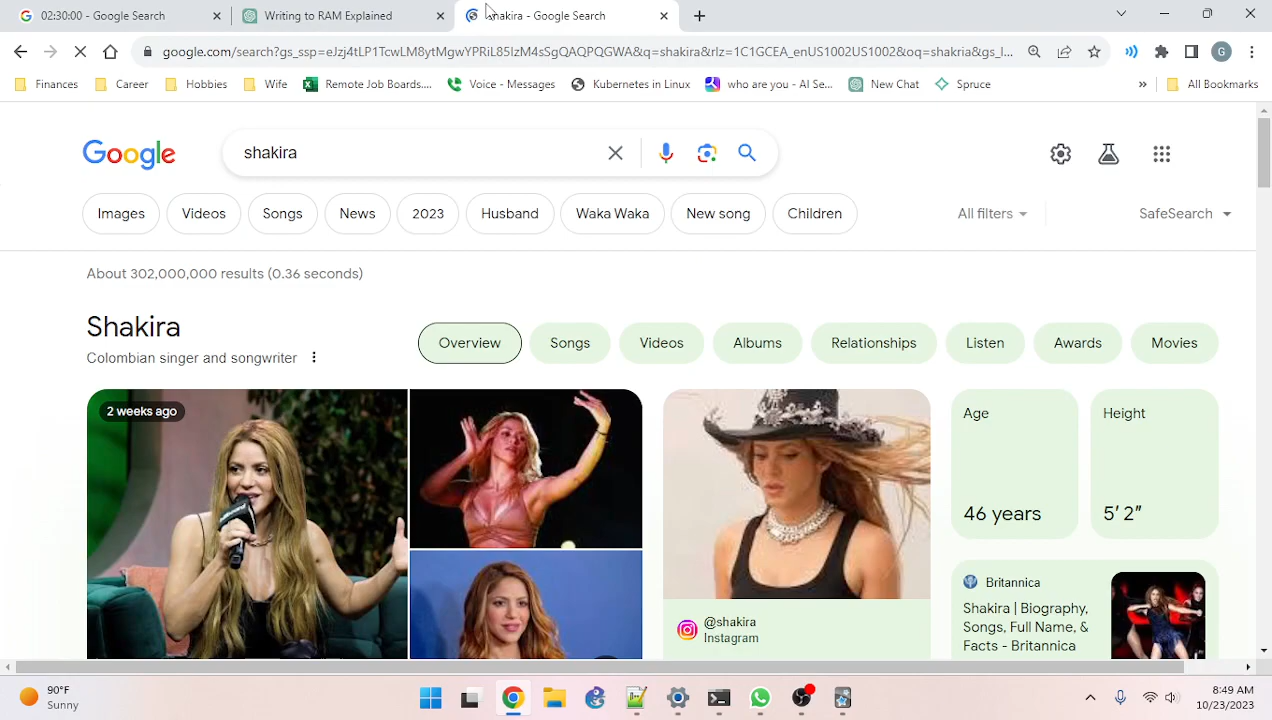 02:30:00 - Google Search
Writing to RAM Explained
shakira - Google Search
google.com/search?gs_ssp=eJzj4tLP1TcwLM8ytMgwYPRiL85IzM4sSgQAQPQGWA&q=shakira&rlz=1C1GCEA_enUS1002US1002&oq=shakria&gs_l...
Finances
Career
Hobbies
Wife
Remote Job Boards....
Voice - Messages
Kubernetes in Linux
who are you - AI Se...
New Chat
Spruce
»
All Bookmarks
G
Google
shakira
Images
Videos
Songs
News
2023
Husband
Waka Waka
New song
Children
All filters
SafeSearch
About 302,000,000 results (0.36 seconds)
Shakira
Colombian singer and songwriter
Overview
Songs
Videos
Albums
Relationships
Listen
Awards
Movies
2 weeks ago
@shakira
Instagram
Age
46 years
Height
5′ 2″
Britannica
Shakira | Biography,
Songs, Full Name, &
Facts - Britannica
90°F
Sunny
8:49 AM
10/23/2023